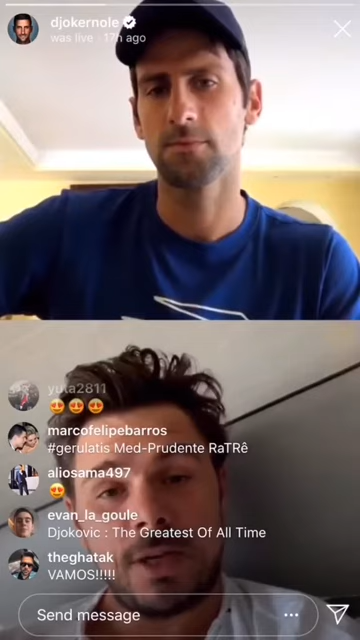 djokernole
was live · 17h ago
yuta2811
😍😍😍
marcofelipebarros
#gerulatis Med-Prudente RaTRê
aliosama497
😍
evan_la_goule
Djokovic : The Greatest Of All Time
theghatak
VAMOS!!!!!
Send message